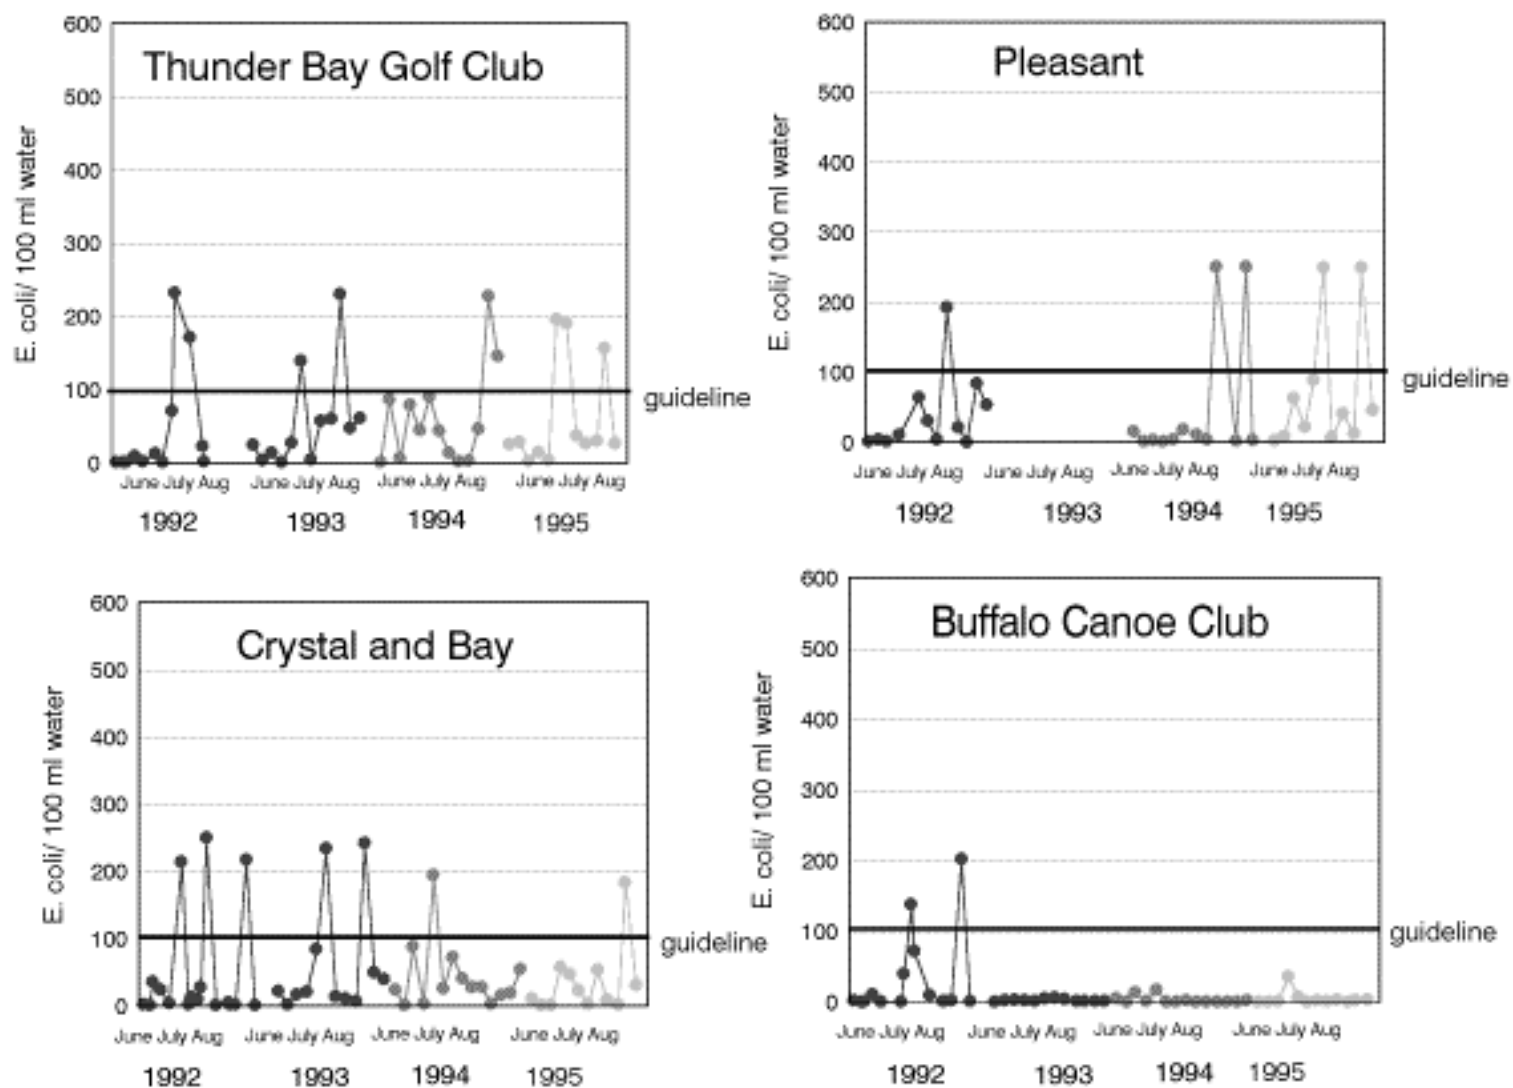 Thunder Bay Golf Club
E. coli/ 100 ml water
600
500
400
300
200
100
0
guideline
June July Aug June July Aug June July Aug June July Aug
1992 1993 1994 1995
Pleasant
E. coli/ 100 ml water
600
500
400
300
200
100
0
guideline
June July Aug June July Aug June July Aug June July Aug
1992 1993 1994 1995
Crystal and Bay
E. coli/ 100 ml water
600
500
400
300
200
100
0
guideline
June July Aug June July Aug June July Aug June July Aug
1992 1993 1994 1995
Buffalo Canoe Club
E. coli/ 100 ml water
600
500
400
300
200
100
0
guideline
June July Aug June July Aug June July Aug June July Aug
1992 1993 1994 1995